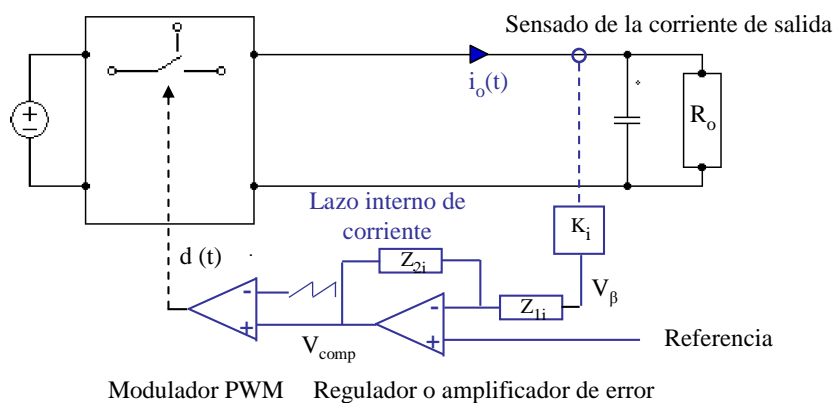 Sensado de la corriente de salida
i_o(t)
R_o
Lazo interno de
corriente
K_i
d (t)
Z_2i
V_β
Z_1i
V_comp
Referencia
Modulador PWM
Regulador o amplificador de error